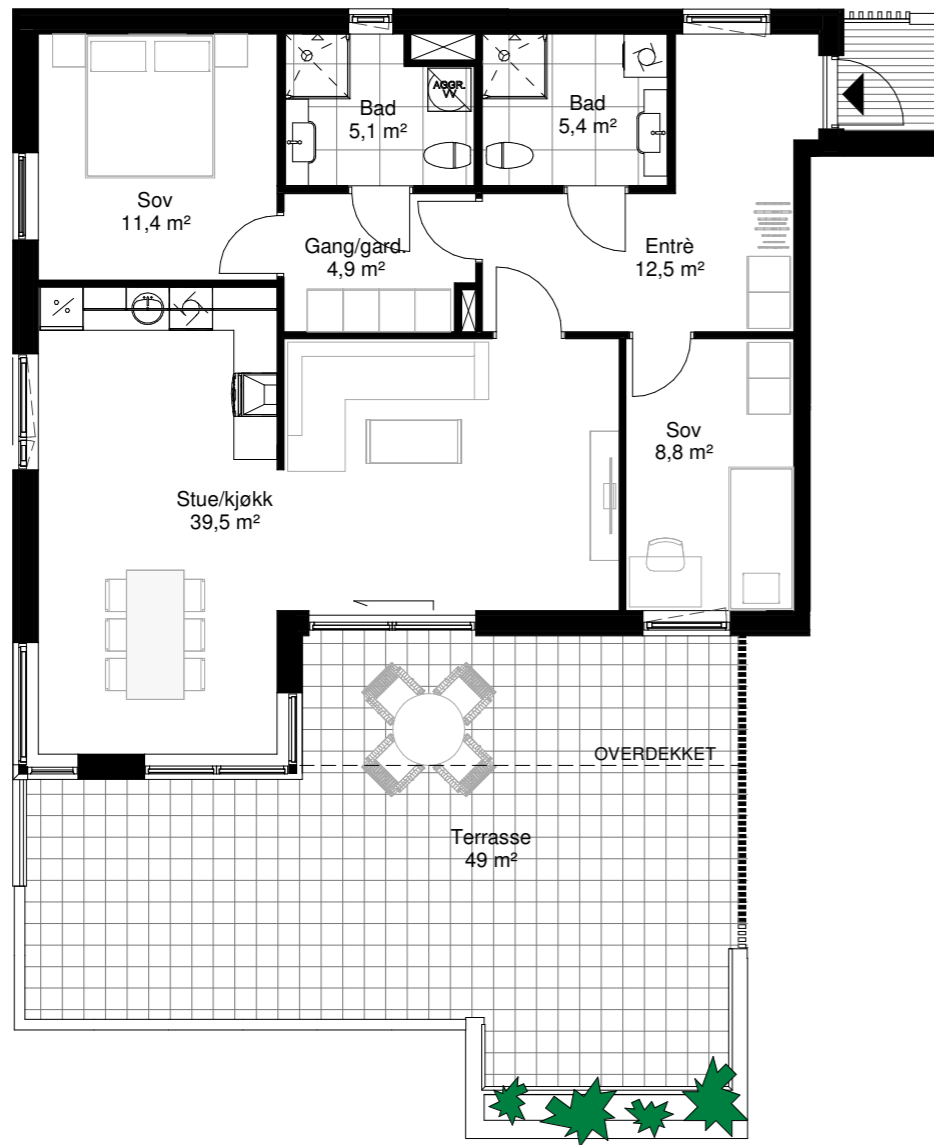 Bad
5,1 m²
AGGR.
VV
Bad
5,4 m²
Sov
11,4 m²
Gang/gard.
4,9 m²
Entrè
12,5 m²
Sov
8,8 m²
Stue/kjøkk
39,5 m²
OVERDEKKET
Terrasse
49 m²